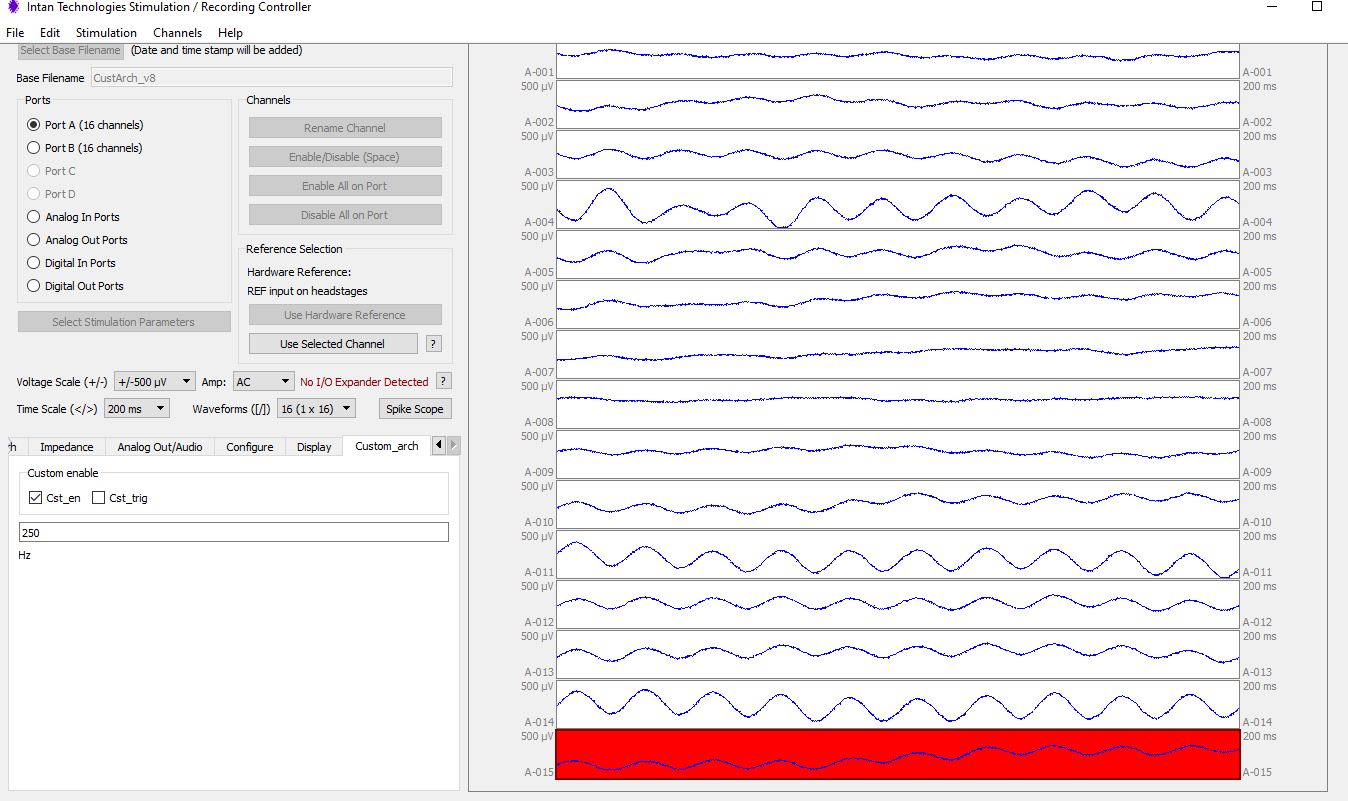 Intan Technologies Stimulation / Recording Controller
File Edit Stimulation Channels Help
Select Base Filename (Date and time stamp will be added)
Base Filename CustArch_v8
Ports
Port A (16 channels)
Port B (16 channels)
Port C
Port D
Analog In Ports
Analog Out Ports
Digital In Ports
Digital Out Ports
Select Stimulation Parameters
Channels
Rename Channel
Enable/Disable (Space)
Enable All on Port
Disable All on Port
Reference Selection
Hardware Reference:
REF input on headstages
Use Hardware Reference
Use Selected Channel ?
Voltage Scale (+/-) +/-500 µV Amp: AC No I/O Expander Detected ?
Time Scale (</>) 200 ms Waveforms ([/]) 16 (1 x 16) Spike Scope
Impedance Analog Out/Audio Configure Display Custom_arch
Custom enable
Cst_en Cst_trig
250
Hz
A-001 A-001
500 µV 200 ms
A-002 A-002
500 µV 200 ms
A-003 A-003
500 µV 200 ms
A-004 A-004
500 µV 200 ms
A-005 A-005
500 µV 200 ms
A-006 A-006
500 µV 200 ms
A-007 A-007
500 µV 200 ms
A-008 A-008
500 µV 200 ms
A-009 A-009
500 µV 200 ms
A-010 A-010
500 µV 200 ms
A-011 A-011
500 µV 200 ms
A-012 A-012
500 µV 200 ms
A-013 A-013
500 µV 200 ms
A-014 A-014
500 µV 200 ms
A-015 A-015